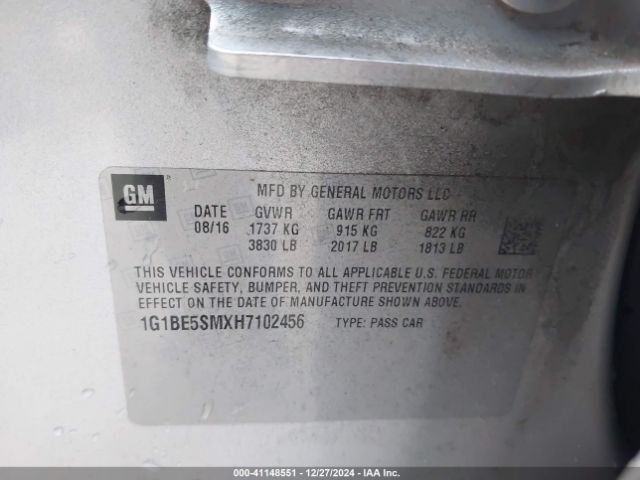 GM
MFD BY GENERAL MOTORS LLC
DATE GVWR GAWR FRT GAWR RR
08/16 1737 KG 915 KG 822 KG
3830 LB 2017 LB 1813 LB
THIS VEHICLE CONFORMS TO ALL APPLICABLE U.S. FEDERAL MOTOR
VEHICLE SAFETY, BUMPER, AND THEFT PREVENTION STANDARDS IN
EFFECT ON THE DATE OF MANUFACTURE SHOWN ABOVE.
1G1BE5SMXH7102456 TYPE: PASS CAR
000-41148551 - 12/27/2024 - IAA Inc.